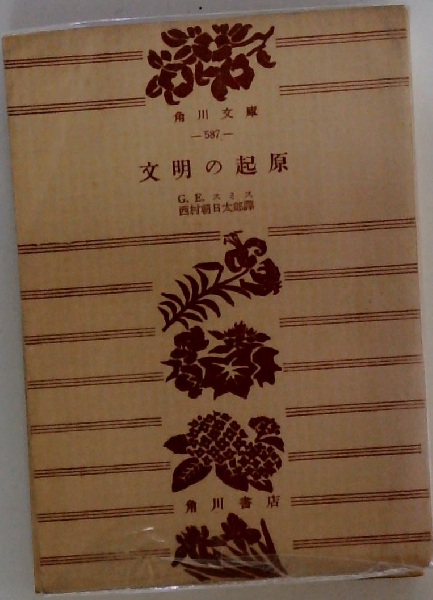 角川文庫
—587—
文明の起原
G. E. スミス
西村朝日太郎譯
角川書店